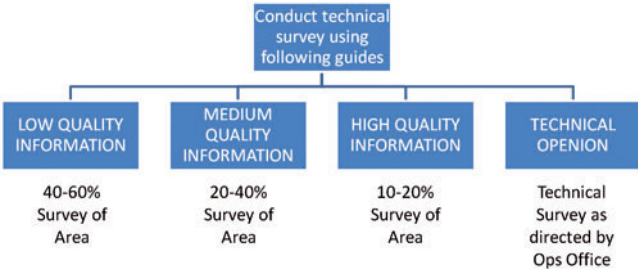 Conduct technical
survey using
following guides
LOW QUALITY
INFORMATION
MEDIUM
QUALITY
INFORMATION
HIGH QUALITY
INFORMATION
TECHNICAL
OPENION
40-60%
Survey of
Area
20-40%
Survey of
Area
10-20%
Survey of
Area
Technical
Survey as
directed by
Ops Office